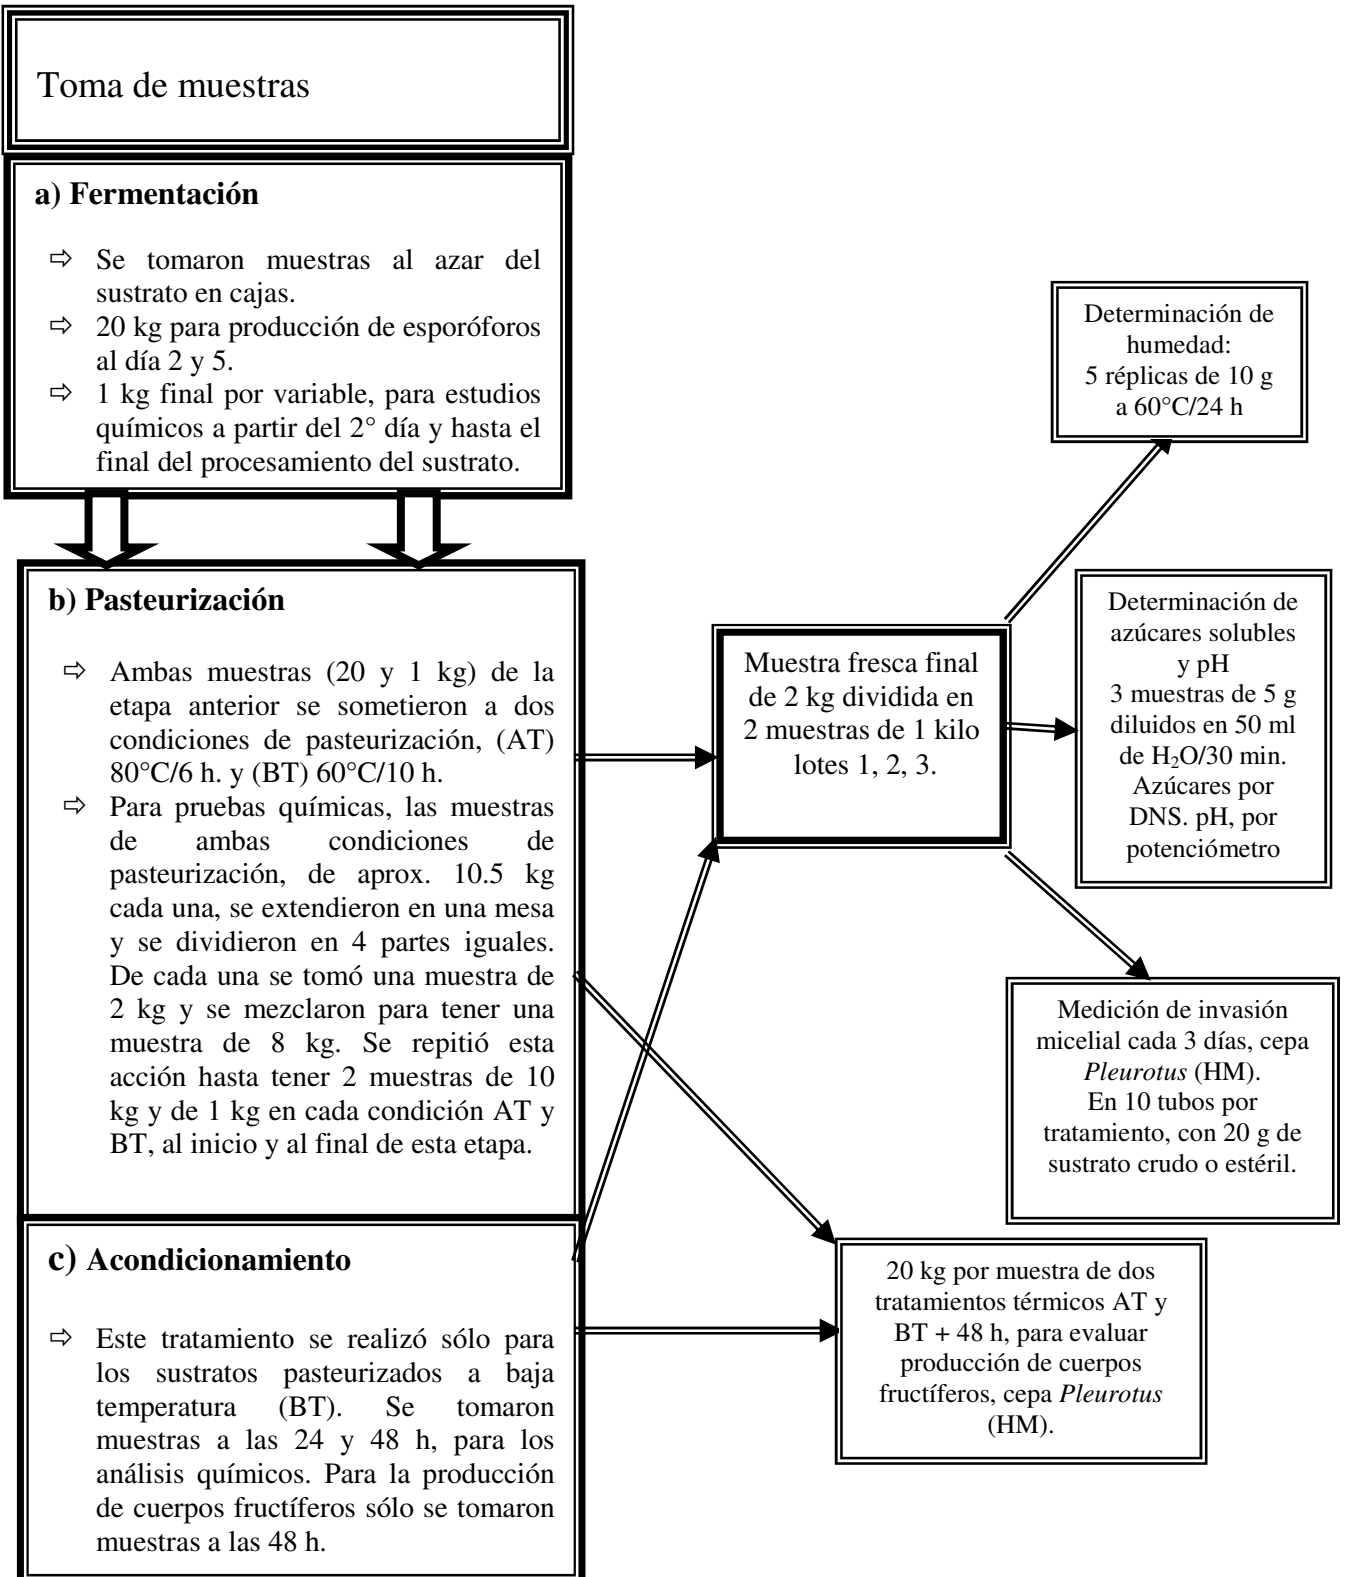 Toma de muestras
a) Fermentación
⇨ Se tomaron muestras al azar del
sustrato en cajas.
⇨ 20 kg para producción de esporóforos
al día 2 y 5.
⇨ 1 kg final por variable, para estudios
químicos a partir del 2° día y hasta el
final del procesamiento del sustrato.
b) Pasteurización
⇨ Ambas muestras (20 y 1 kg) de la
etapa anterior se sometieron a dos
condiciones de pasteurización, (AT)
80°C/6 h. y (BT) 60°C/10 h.
⇨ Para pruebas químicas, las muestras
de ambas condiciones de
pasteurización, de aprox. 10.5 kg
cada una, se extendieron en una mesa
y se dividieron en 4 partes iguales.
De cada una se tomó una muestra de
2 kg y se mezclaron para tener una
muestra de 8 kg. Se repitió esta
acción hasta tener 2 muestras de 10
kg y de 1 kg en cada condición AT y
BT, al inicio y al final de esta etapa.
c) Acondicionamiento
⇨ Este tratamiento se realizó sólo para
los sustratos pasteurizados a baja
temperatura (BT). Se tomaron
muestras a las 24 y 48 h, para los
análisis químicos. Para la producción
de cuerpos fructíferos sólo se tomaron
muestras a las 48 h.
Muestra fresca final
de 2 kg dividida en
2 muestras de 1 kilo
lotes 1, 2, 3.
Determinación de
humedad:
5 réplicas de 10 g
a 60°C/24 h
Determinación de
azúcares solubles
y pH
3 muestras de 5 g
diluidos en 50 ml
de H₂O/30 min.
Azúcares por
DNS. pH, por
potenciómetro
Medición de invasión
micelial cada 3 días, cepa
Pleurotus (HM).
En 10 tubos por
tratamiento, con 20 g de
sustrato crudo o estéril.
20 kg por muestra de dos
tratamientos térmicos AT y
BT + 48 h, para evaluar
producción de cuerpos
fructíferos, cepa Pleurotus
(HM).